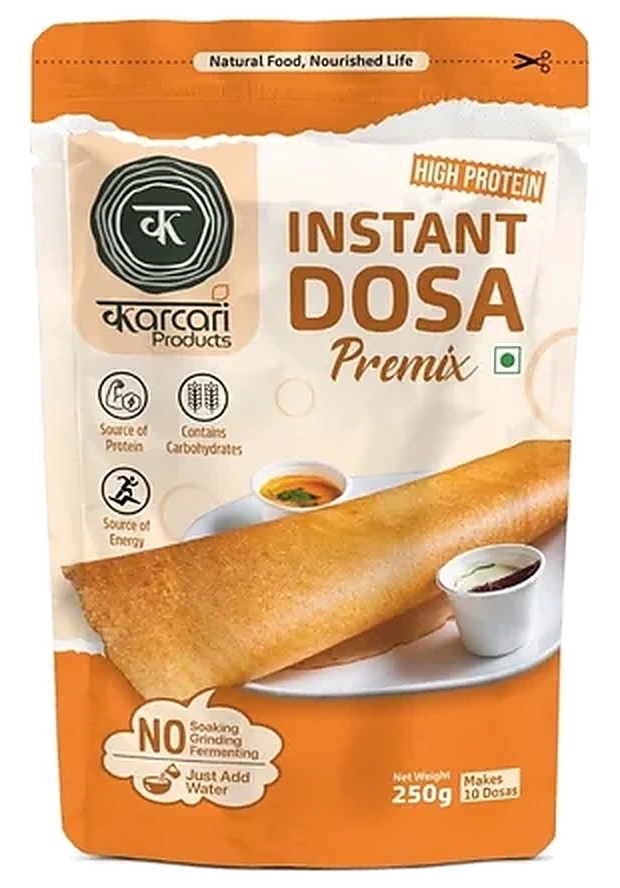 Natural Food, Nourished Life
HIGH PROTEIN
क
INSTANT
DOSA
Premix
कarcari
Products
Source of
Protein
Contains
Carbohydrates
Source of
Energy
NO
Soaking
Grinding
Fermenting
Just Add
Water
Net Weight
250g
Makes
10 Dosas